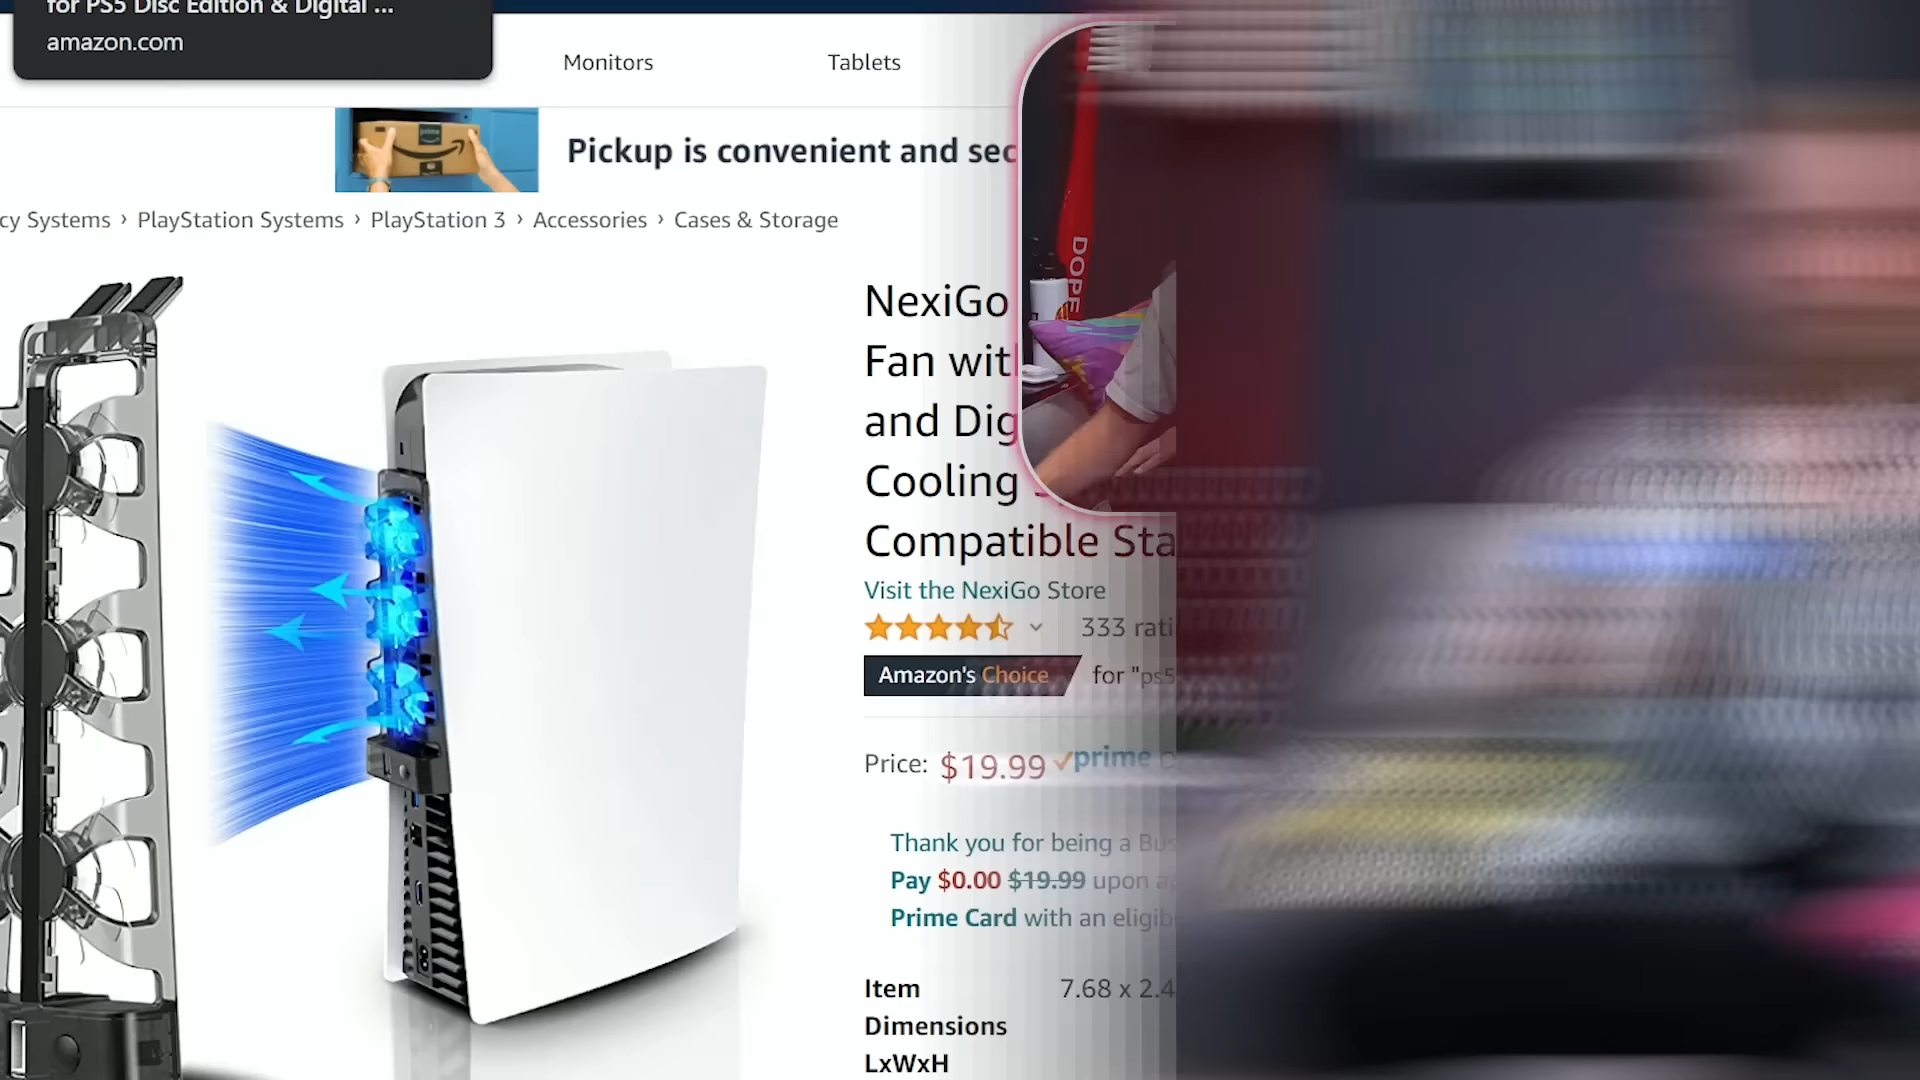 for PS5 Disc Edition & Digital ...
amazon.com
Monitors
Tablets
prime
Pickup is convenient and sec
cy Systems › PlayStation Systems › PlayStation 3 › Accessories › Cases & Storage
DOPE
NexiGo
Fan wit
and Dig
Cooling
Compatible Sta
Visit the NexiGo Store
333 rati
Amazon's Choice for "ps5
Price: $19.99 prime
Thank you for being a Bus
Pay $0.00 $19.99 upon a
Prime Card with an eligib
Item 7.68 x 2.4
Dimensions
LxWxH